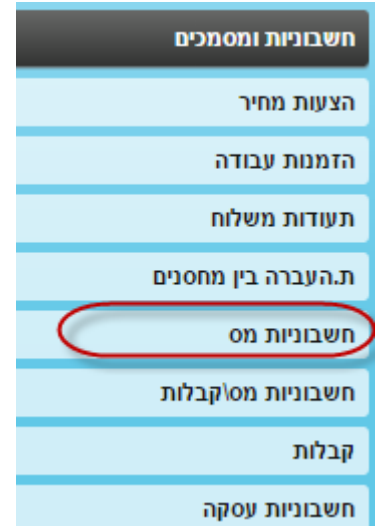 חשבוניות ומסמכים
הצעות מחיר
הזמנות עבודה
תעודות משלוח
ת.העברה בין מחסנים
חשבוניות מס
חשבוניות מס\קבלות
קבלות
חשבוניות עסקה